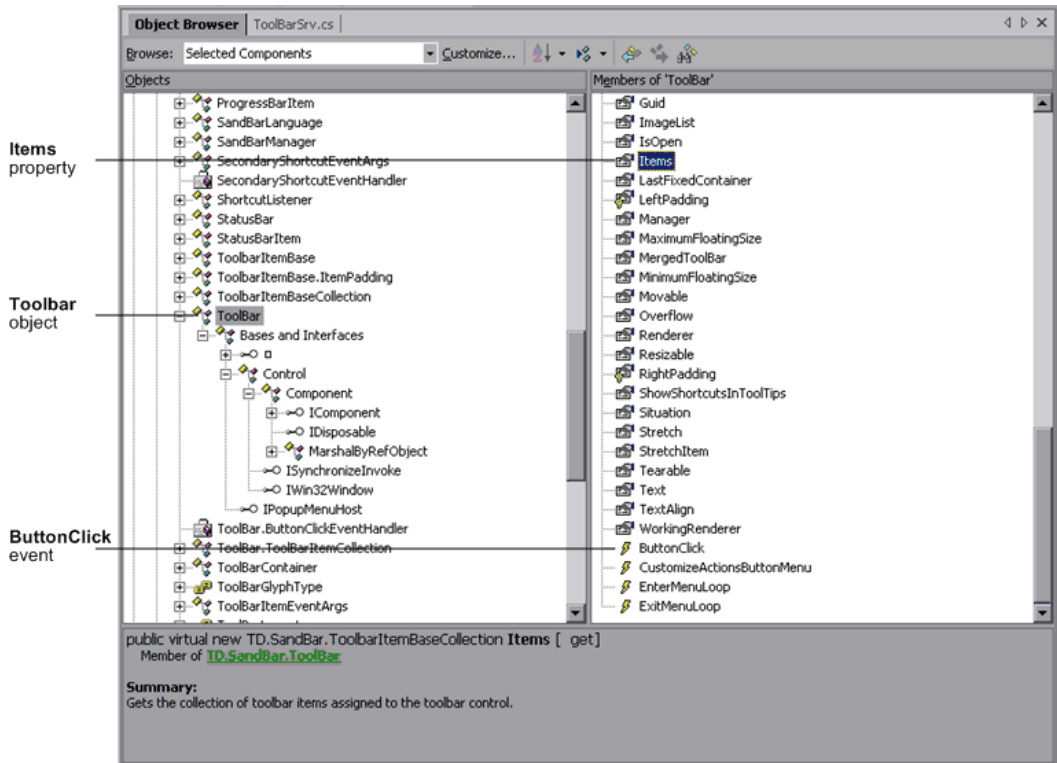 Object Browser ToolBarSrv.cs
Browse: Selected Components Customize...
Objects
ProgressBarItem
SandBarLanguage
SandBarManager
SecondaryShortcutEventArgs
SecondaryShortcutEventHandler
ShortcutListener
StatusBar
StatusBarItem
ToolbarItemBase
ToolbarItemBase.ItemPadding
ToolbarItemBaseCollection
ToolBar
Bases and Interfaces
Control
Component
IComponent
IDisposable
MarshalByRefObject
ISynchronizeInvoke
IWin32Window
IPopupMenuHost
ToolBar.ButtonClickEventHandler
ToolBar.ToolBarItemCollection
ToolBarContainer
ToolBarGlyphType
ToolBarItemEventArgs
Members of 'ToolBar'
Guid
ImageList
IsOpen
Items
LastFixedContainer
LeftPadding
Manager
MaximumFloatingSize
MergedToolBar
MinimumFloatingSize
Movable
Overflow
Renderer
Resizable
RightPadding
ShowShortcutsInToolTips
Situation
Stretch
StretchItem
Tearable
Text
TextAlign
WorkingRenderer
ButtonClick
CustomizeActionsButtonMenu
EnterMenuLoop
ExitMenuLoop
Items
property
Toolbar
object
ButtonClick
event
public virtual new TD.SandBar.ToolbarItemBaseCollection Items [ get]
Member of TD.SandBar.ToolBar
Summary:
Gets the collection of toolbar items assigned to the toolbar control.